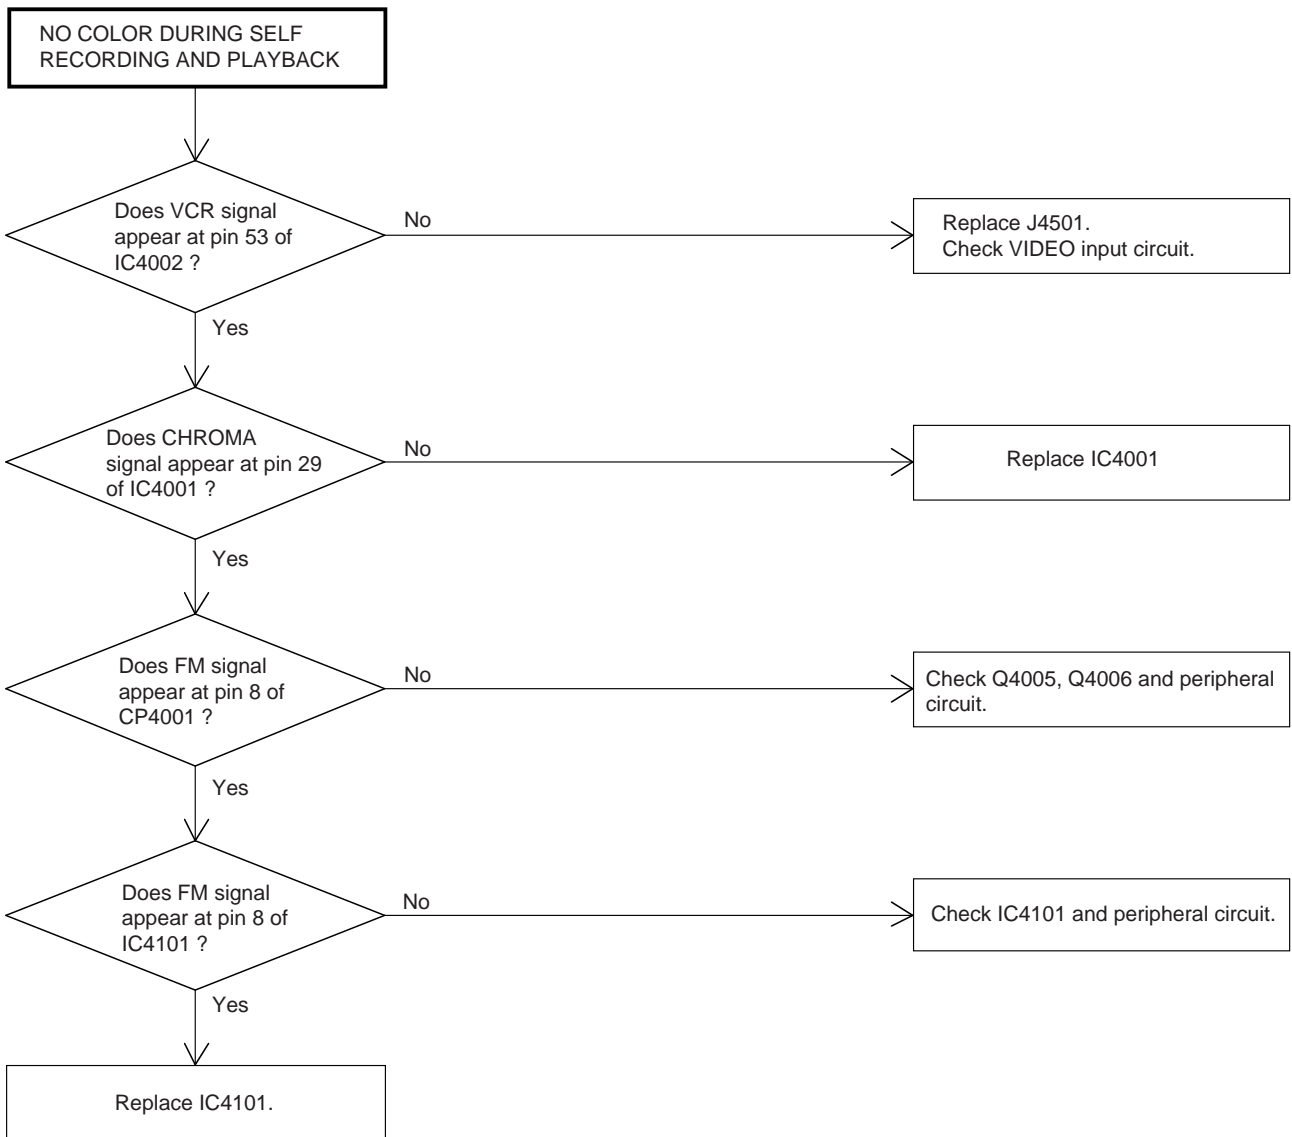 NO COLOR DURING SELF
RECORDING AND PLAYBACK
Does VCR signal
appear at pin 53 of
IC4002 ?
No
Replace J4501.
Check VIDEO input circuit.
Yes
Does CHROMA
signal appear at pin 29
of IC4001 ?
No
Replace IC4001
Yes
Does FM signal
appear at pin 8 of
CP4001 ?
No
Check Q4005, Q4006 and peripheral
circuit.
Yes
Does FM signal
appear at pin 8 of
IC4101 ?
No
Check IC4101 and peripheral circuit.
Yes
Replace IC4101.